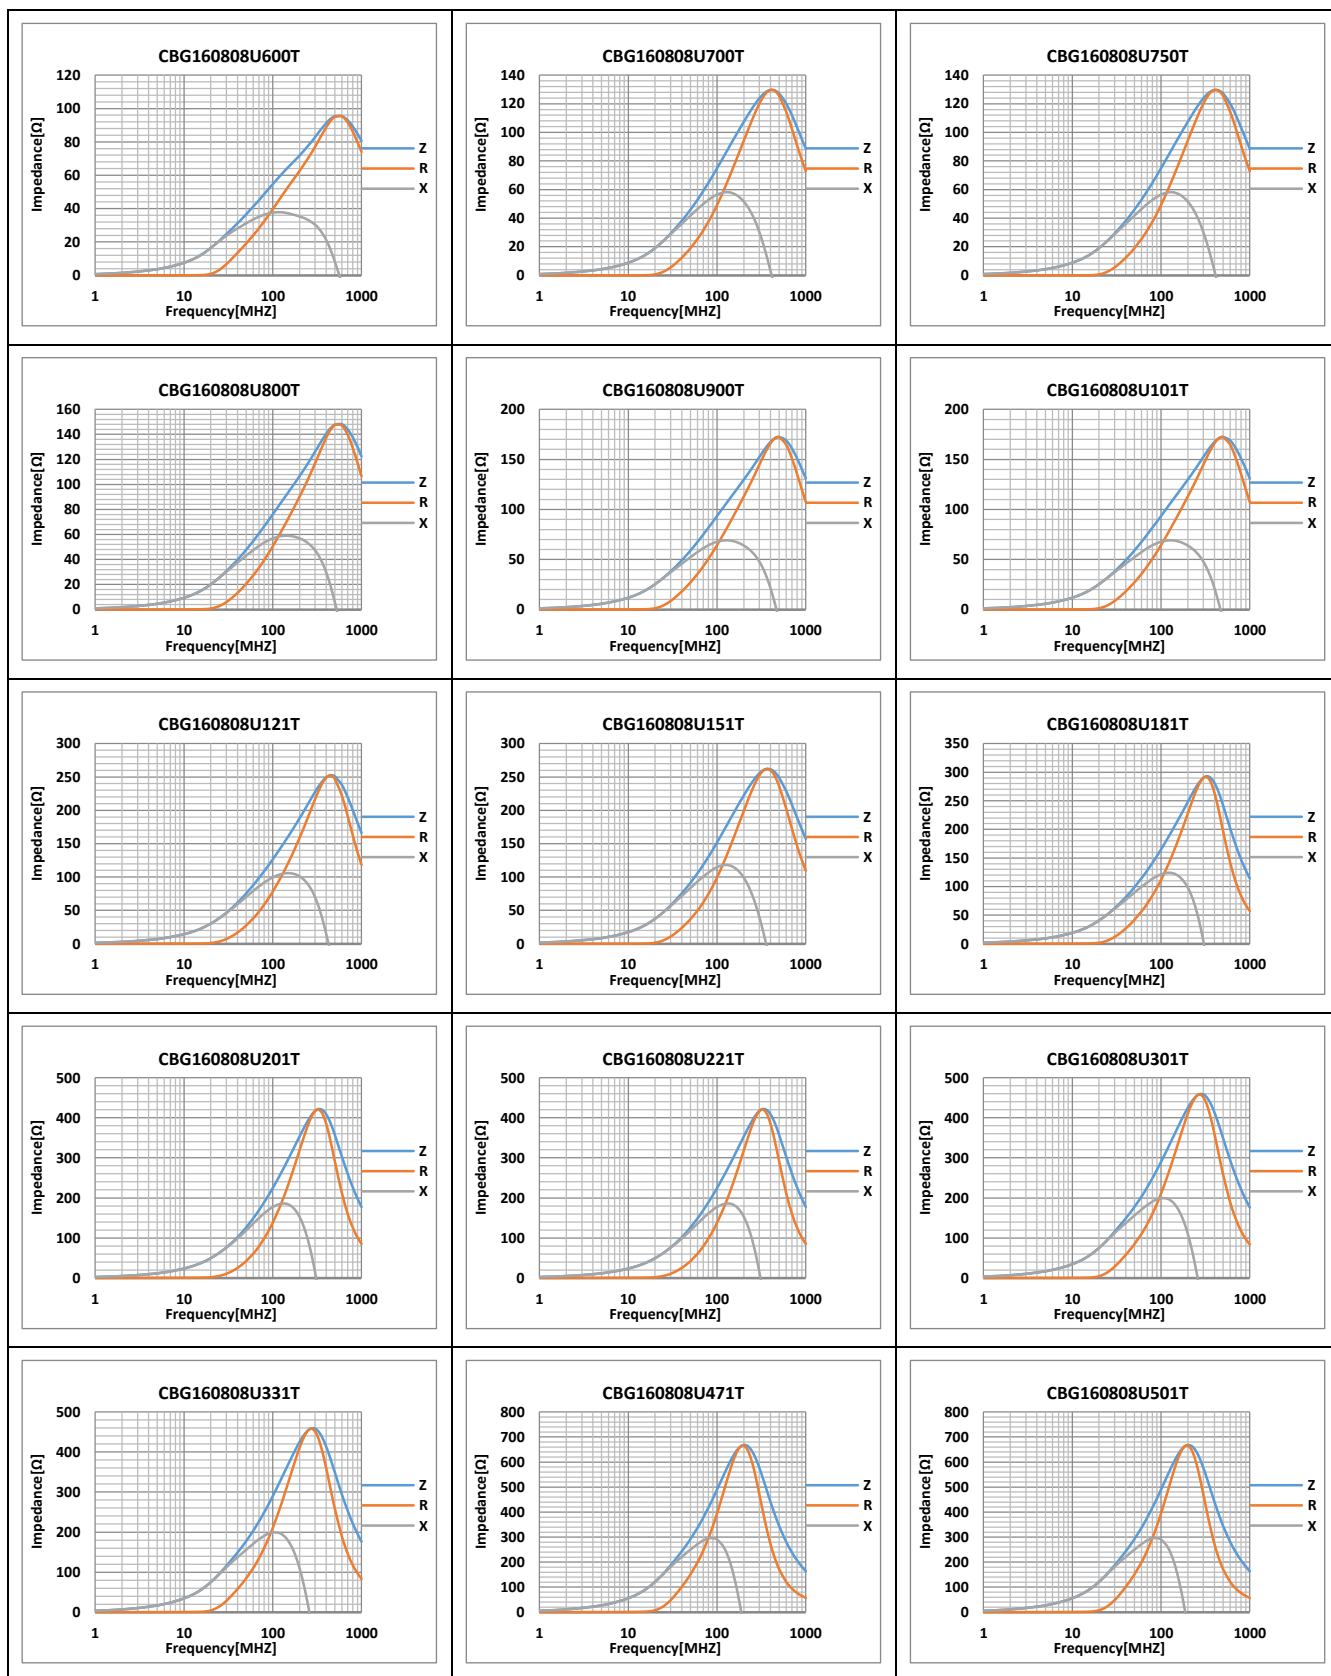 CBG160808U600T
120
100
80
60
40
20
0
1 10 100 1000
Impedance[Ω]
Frequency[MHZ]
Z
R
X
CBG160808U700T
140
120
100
80
60
40
20
0
1 10 100 1000
Impedance[Ω]
Frequency[MHZ]
Z
R
X
CBG160808U750T
140
120
100
80
60
40
20
0
1 10 100 1000
Impedance[Ω]
Frequency[MHZ]
Z
R
X
CBG160808U800T
160
140
120
100
80
60
40
20
0
1 10 100 1000
Impedance[Ω]
Frequency[MHZ]
Z
R
X
CBG160808U900T
200
150
100
50
0
1 10 100 1000
Impedance[Ω]
Frequency[MHZ]
Z
R
X
CBG160808U101T
200
150
100
50
0
1 10 100 1000
Impedance[Ω]
Frequency[MHZ]
Z
R
X
CBG160808U121T
300
250
200
150
100
50
0
1 10 100 1000
Impedance[Ω]
Frequency[MHZ]
Z
R
X
CBG160808U151T
300
250
200
150
100
50
0
1 10 100 1000
Impedance[Ω]
Frequency[MHZ]
Z
R
X
CBG160808U181T
350
300
250
200
150
100
50
0
1 10 100 1000
Impedance[Ω]
Frequency[MHZ]
Z
R
X
CBG160808U201T
500
400
300
200
100
0
1 10 100 1000
Impedance[Ω]
Frequency[MHZ]
Z
R
X
CBG160808U221T
500
400
300
200
100
0
1 10 100 1000
Impedance[Ω]
Frequency[MHZ]
Z
R
X
CBG160808U301T
500
400
300
200
100
0
1 10 100 1000
Impedance[Ω]
Frequency[MHZ]
Z
R
X
CBG160808U331T
500
400
300
200
100
0
1 10 100 1000
Impedance[Ω]
Frequency[MHZ]
Z
R
X
CBG160808U471T
800
700
600
500
400
300
200
100
0
1 10 100 1000
Impedance[Ω]
Frequency[MHZ]
Z
R
X
CBG160808U501T
800
700
600
500
400
300
200
100
0
1 10 100 1000
Impedance[Ω]
Frequency[MHZ]
Z
R
X